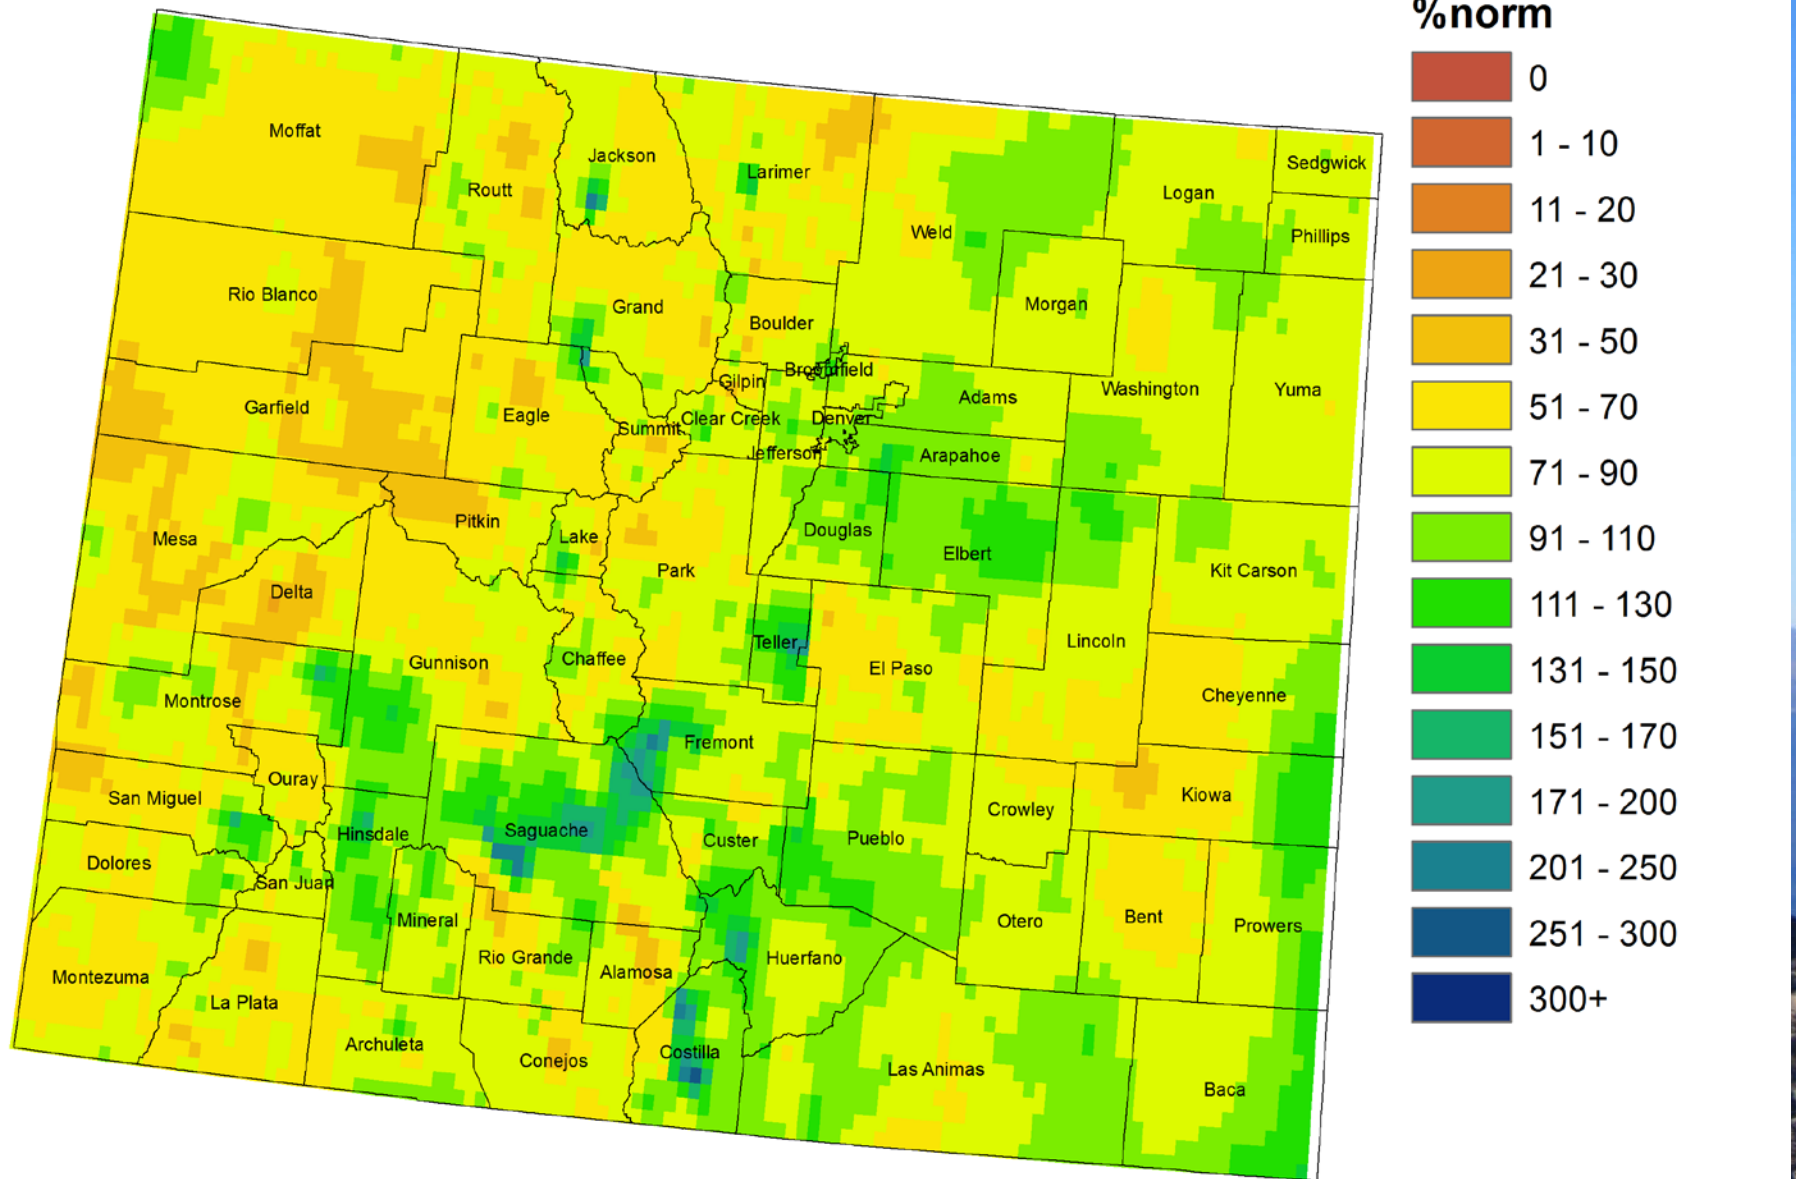 %norm
0
1 - 10
11 - 20
21 - 30
31 - 50
51 - 70
71 - 90
91 - 110
111 - 130
131 - 150
151 - 170
171 - 200
201 - 250
251 - 300
300+
Moffat
Routt
Jackson
Larimer
Weld
Logan
Sedgwick
Phillips
Rio Blanco
Grand
Boulder
Morgan
Broomfield
Gilpin
Garfield
Eagle
Summit
Clear Creek
Denver
Adams
Washington
Yuma
Jefferson
Arapahoe
Mesa
Pitkin
Lake
Park
Douglas
Elbert
Kit Carson
Delta
Gunnison
Chaffee
Teller
El Paso
Lincoln
Cheyenne
Montrose
Fremont
Ouray
San Miguel
Hinsdale
Saguache
Custer
Pueblo
Crowley
Kiowa
Dolores
San Juan
Mineral
Rio Grande
Alamosa
Huerfano
Otero
Bent
Prowers
Montezuma
La Plata
Archuleta
Conejos
Costilla
Las Animas
Baca